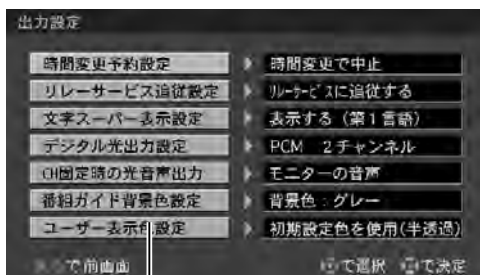 出力設定
時間変更予約設定 時間変更で中止
リレーサービス追従設定 リレーサービスに追従する
文字スーパー表示設定 表示する（第１言語）
デジタル光出力設定 PCM　２チャンネル
CH固定時の光音声出力 モニターの音声
番組ガイド背景色設定 背景色：グレー
ユーザー表示色設定 初期設定色を使用(半透過)
で前画面 で選択 で決定